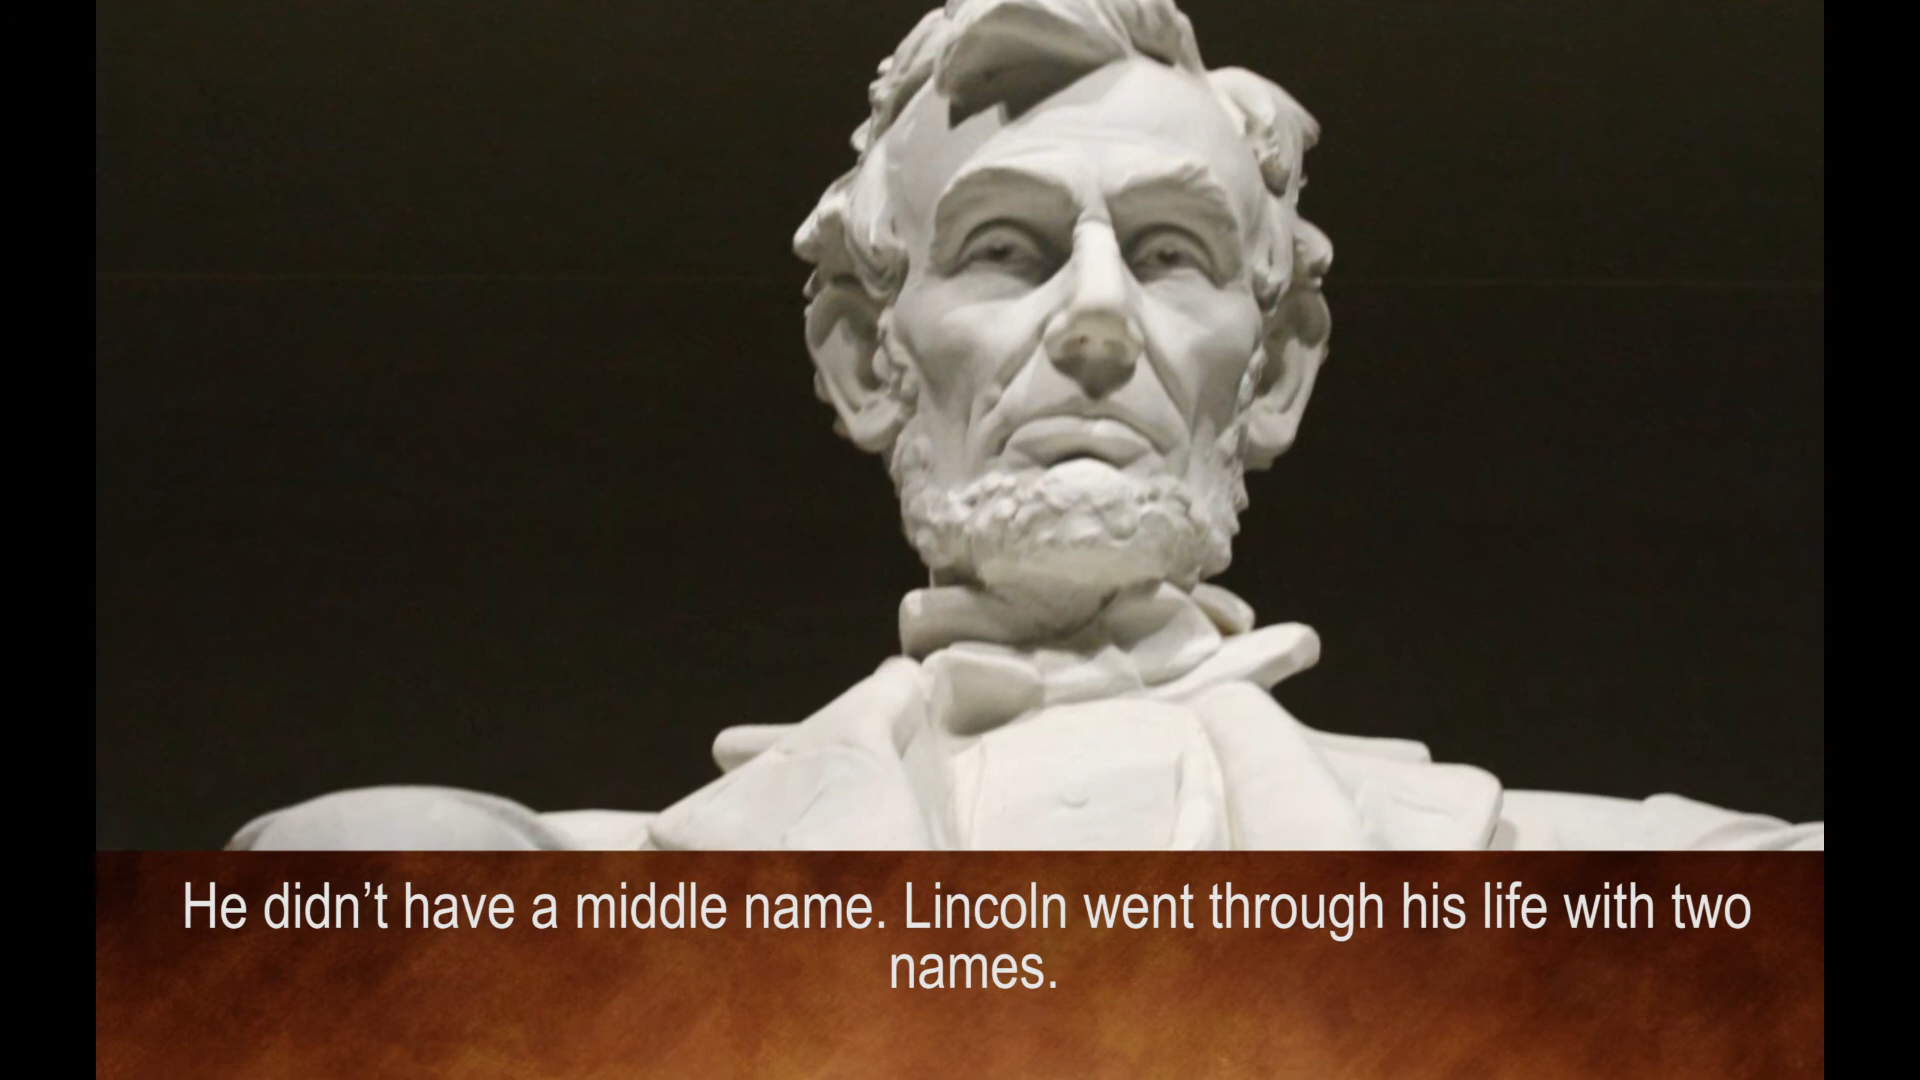 He didn’t have a middle name. Lincoln went through his life with two
names.